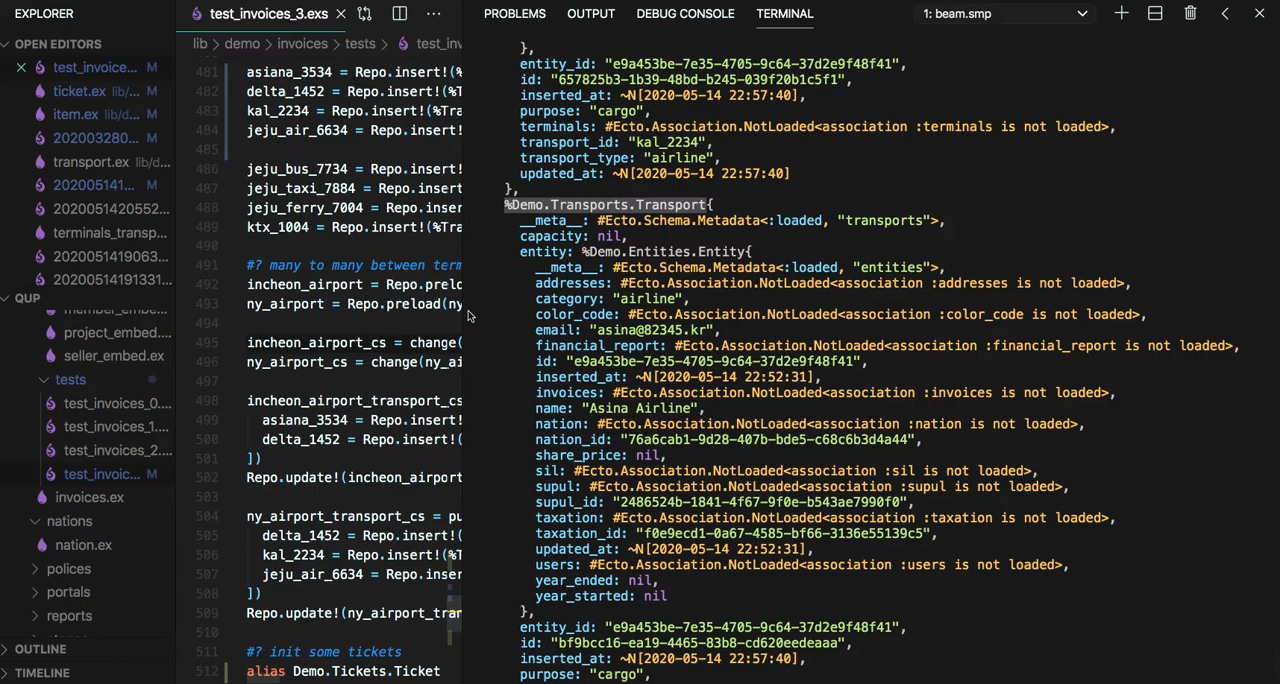 EXPLORER
OPEN EDITORS
test_invoice... M
ticket.ex lib/... M
item.ex lib/d... M
202003280... M
transport.ex lib/d...
202005141... M
2020051420552...
terminals_transp...
2020051419063...
20200514191331...
QUP
member_embe...
project_embed....
seller_embed.ex
tests
test_invoices_0....
test_invoices_1....
test_invoices_2....
test_invoic... M
invoices.ex
nations
nation.ex
polices
portals
reports
OUTLINE
TIMELINE
test_invoices_3.exs
lib > demo > invoices > tests > test_inv
481 asiana_3534 = Repo.insert!(%
482 delta_1452 = Repo.insert!(%T
483 kal_2234 = Repo.insert!(%Tra
484 jeju_air_6634 = Repo.insert!
485
486 jeju_bus_7734 = Repo.insert!
487 jeju_taxi_7884 = Repo.insert
488 jeju_ferry_7004 = Repo.inser
489 ktx_1004 = Repo.insert!(%Tra
490
491 #? many to many between term
492 incheon_airport = Repo.prelo
493 ny_airport = Repo.preload(ny
494
495 incheon_airport_cs = change(
496 ny_airport_cs = change(ny_ai
497
498 incheon_airport_transport_cs
499 asiana_3534 = Repo.insert!
500 delta_1452 = Repo.insert!(
501 ])
502 Repo.update!(incheon_airport
503
504 ny_airport_transport_cs = pu
505 delta_1452 = Repo.insert!(
506 kal_2234 = Repo.insert!(%T
507 jeju_air_6634 = Repo.inser
508 ])
509 Repo.update!(ny_airport_tran
510
511 #? init some tickets
512 alias Demo.Tickets.Ticket
PROBLEMS OUTPUT DEBUG CONSOLE TERMINAL 1: beam.smp
},
entity_id: "e9a453be-7e35-4705-9c64-37d2e9f48f41",
id: "657825b3-1b39-48bd-b245-039f20b1c5f1",
inserted_at: ~N[2020-05-14 22:57:40],
purpose: "cargo",
terminals: #Ecto.Association.NotLoaded<association :terminals is not loaded>,
transport_id: "kal_2234",
transport_type: "airline",
updated_at: ~N[2020-05-14 22:57:40]
},
%Demo.Transports.Transport{
__meta__: #Ecto.Schema.Metadata<:loaded, "transports">,
capacity: nil,
entity: %Demo.Entities.Entity{
__meta__: #Ecto.Schema.Metadata<:loaded, "entities">,
addresses: #Ecto.Association.NotLoaded<association :addresses is not loaded>,
category: "airline",
color_code: #Ecto.Association.NotLoaded<association :color_code is not loaded>,
email: "asina@82345.kr",
financial_report: #Ecto.Association.NotLoaded<association :financial_report is not loaded>,
id: "e9a453be-7e35-4705-9c64-37d2e9f48f41",
inserted_at: ~N[2020-05-14 22:52:31],
invoices: #Ecto.Association.NotLoaded<association :invoices is not loaded>,
name: "Asina Airline",
nation: #Ecto.Association.NotLoaded<association :nation is not loaded>,
nation_id: "76a6cab1-9d28-407b-bde5-c68c6b3d4a44",
share_price: nil,
sil: #Ecto.Association.NotLoaded<association :sil is not loaded>,
supul: #Ecto.Association.NotLoaded<association :supul is not loaded>,
supul_id: "2486524b-1841-4f67-9f0e-b543ae7990f0",
taxation: #Ecto.Association.NotLoaded<association :taxation is not loaded>,
taxation_id: "f0e9ecd1-0a67-4585-bf66-3136e55139c5",
updated_at: ~N[2020-05-14 22:52:31],
users: #Ecto.Association.NotLoaded<association :users is not loaded>,
year_ended: nil,
year_started: nil
},
entity_id: "e9a453be-7e35-4705-9c64-37d2e9f48f41",
id: "bf9bcc16-ea19-4465-83b8-cd620eedeaaa",
inserted_at: ~N[2020-05-14 22:57:40],
purpose: "cargo",